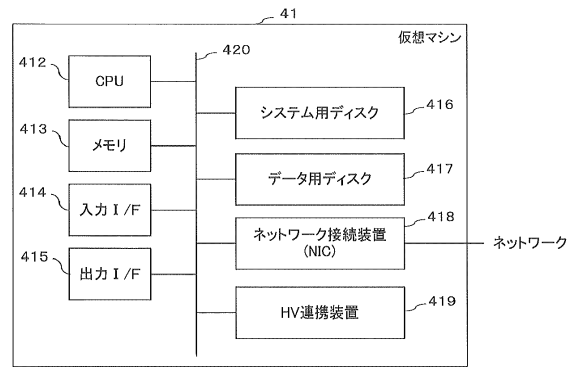 41
仮想マシン
420
412
CPU
システム用ディスク
416
413
メモリ
データ用ディスク
417
414
入力 I/F
ネットワーク接続装置
(NIC)
418
ネットワーク
415
出力 I/F
HV連携装置
419